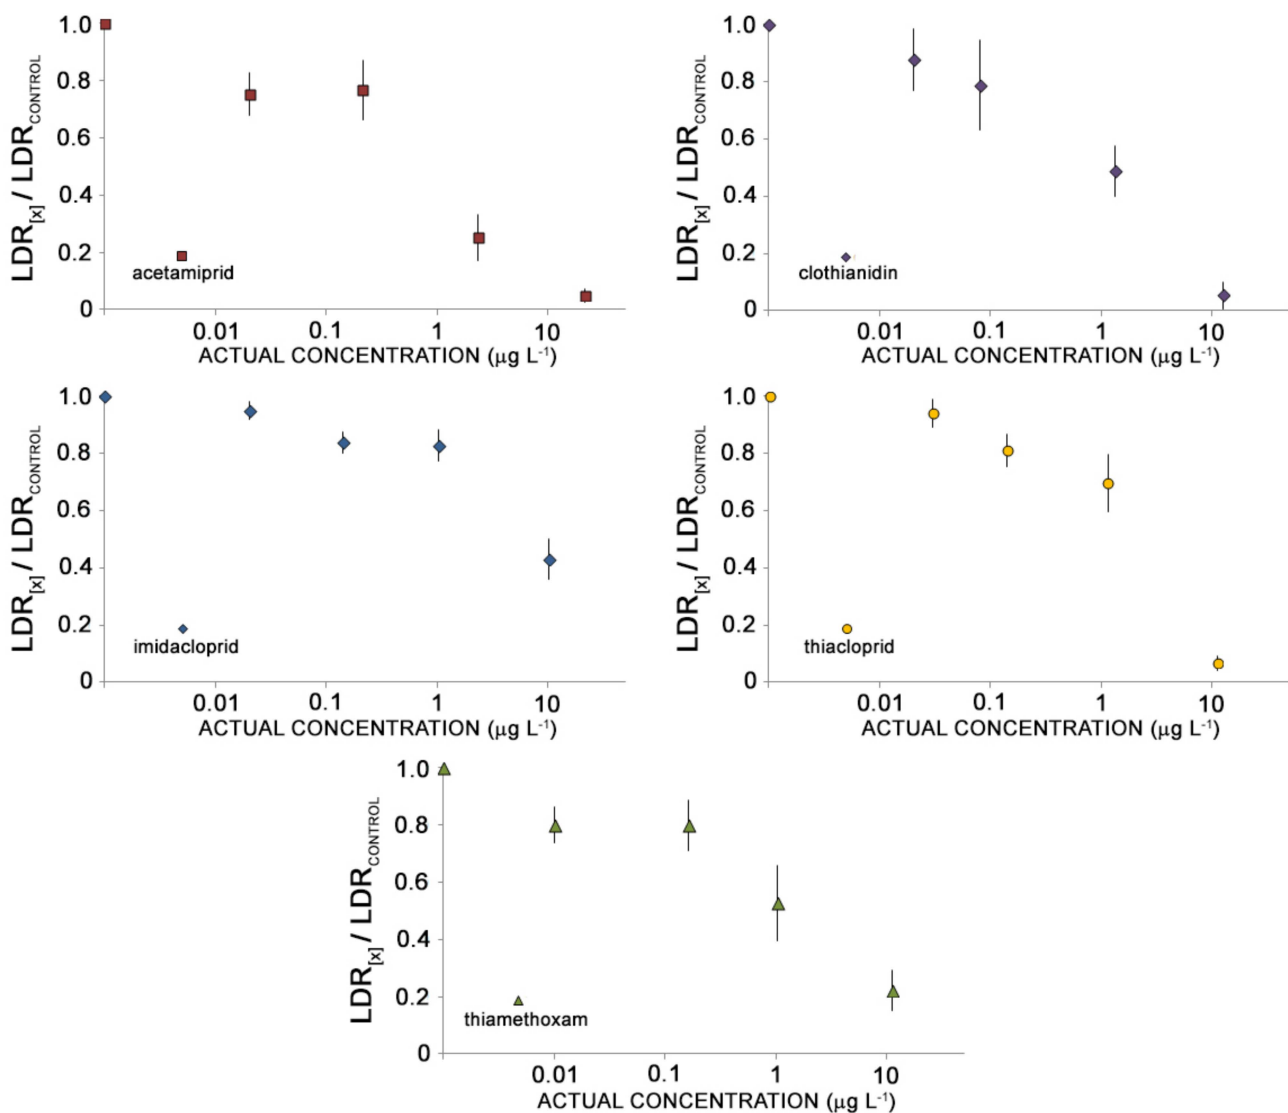 1.0
0.8
0.6
0.4
0.2
0
LDR[x] / LDRCONTROL
acetamiprid
0.01 0.1 1 10
ACTUAL CONCENTRATION (µg L-1)
1.0
0.8
0.6
0.4
0.2
0
LDR[x] / LDRCONTROL
clothianidin
0.01 0.1 1 10
ACTUAL CONCENTRATION (µg L-1)
1.0
0.8
0.6
0.4
0.2
0
LDR[x] / LDRCONTROL
imidacloprid
0.01 0.1 1 10
ACTUAL CONCENTRATION (µg L-1)
1.0
0.8
0.6
0.4
0.2
0
LDR[x] / LDRCONTROL
thiacloprid
0.01 0.1 1 10
ACTUAL CONCENTRATION (µg L-1)
1.0
0.8
0.6
0.4
0.2
0
LDR[x] / LDRCONTROL
thiamethoxam
0.01 0.1 1 10
ACTUAL CONCENTRATION (µg L-1)